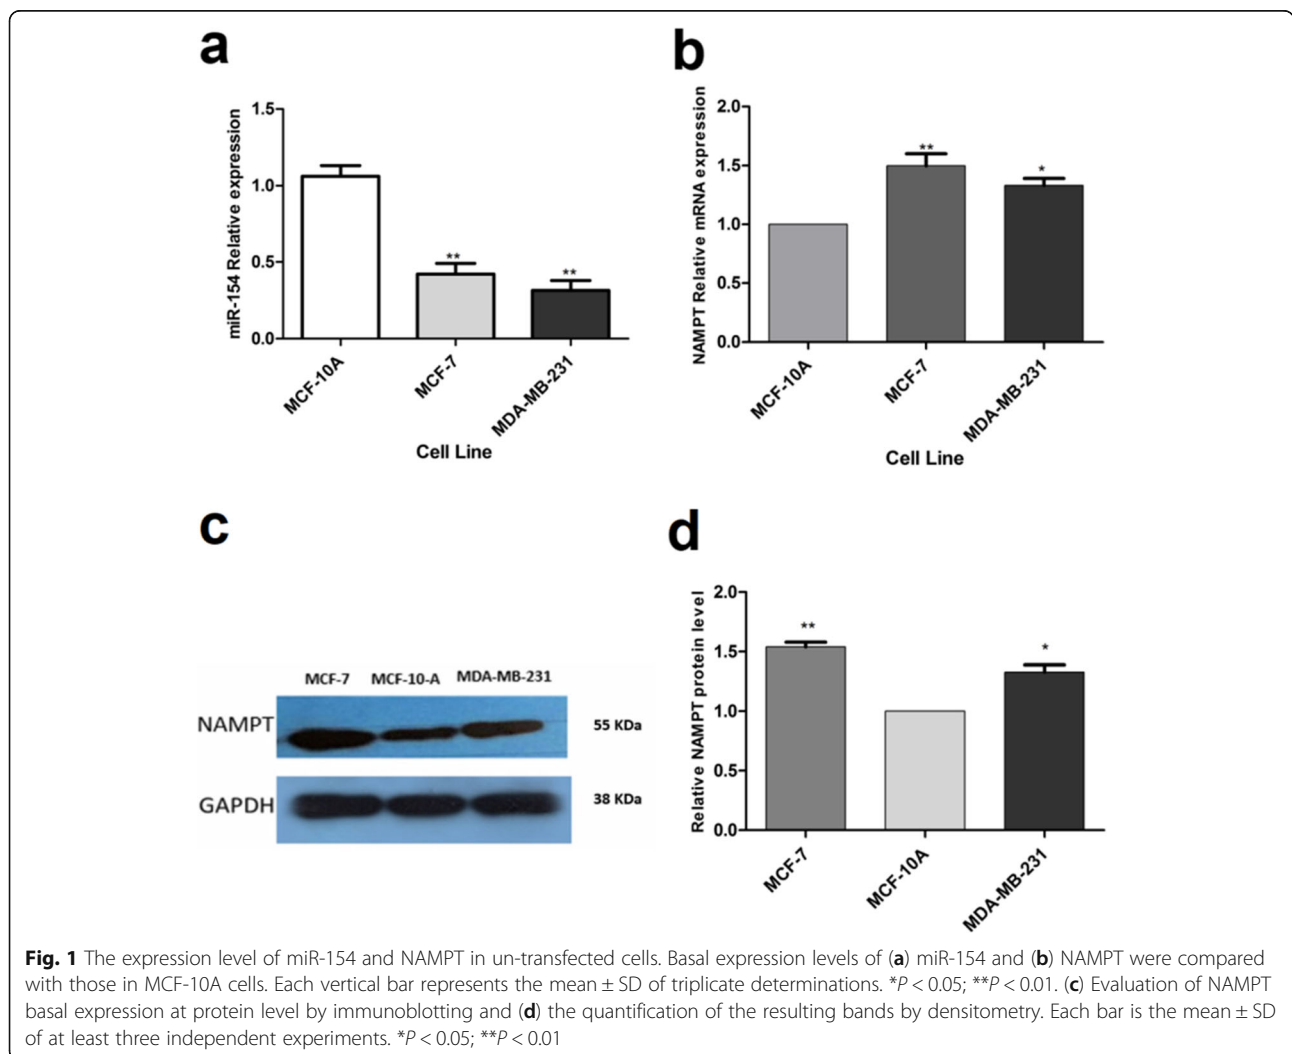 a
miR-154 Relative expression
1.5
1.0
0.5
0.0
**
**
MCF-10A
MCF-7
MDA-MB-231
Cell Line
b
NAMPT Relative mRNA expression
2.0
1.5
1.0
0.5
0.0
**
*
MCF-10A
MCF-7
MDA-MB-231
Cell Line
c
MCF-7 MCF-10-A MDA-MB-231
NAMPT 55 KDa
GAPDH 38 KDa
d
Relative NAMPT protein level
2.0
1.5
1.0
0.5
0.0
**
*
MCF-7
MCF-10A
MDA-MB-231
Fig. 1 The expression level of miR-154 and NAMPT in un-transfected cells. Basal expression levels of (a) miR-154 and (b) NAMPT were compared
with those in MCF-10A cells. Each vertical bar represents the mean ± SD of triplicate determinations. *P < 0.05; **P < 0.01. (c) Evaluation of NAMPT
basal expression at protein level by immunoblotting and (d) the quantification of the resulting bands by densitometry. Each bar is the mean ± SD
of at least three independent experiments. *P < 0.05; **P < 0.01